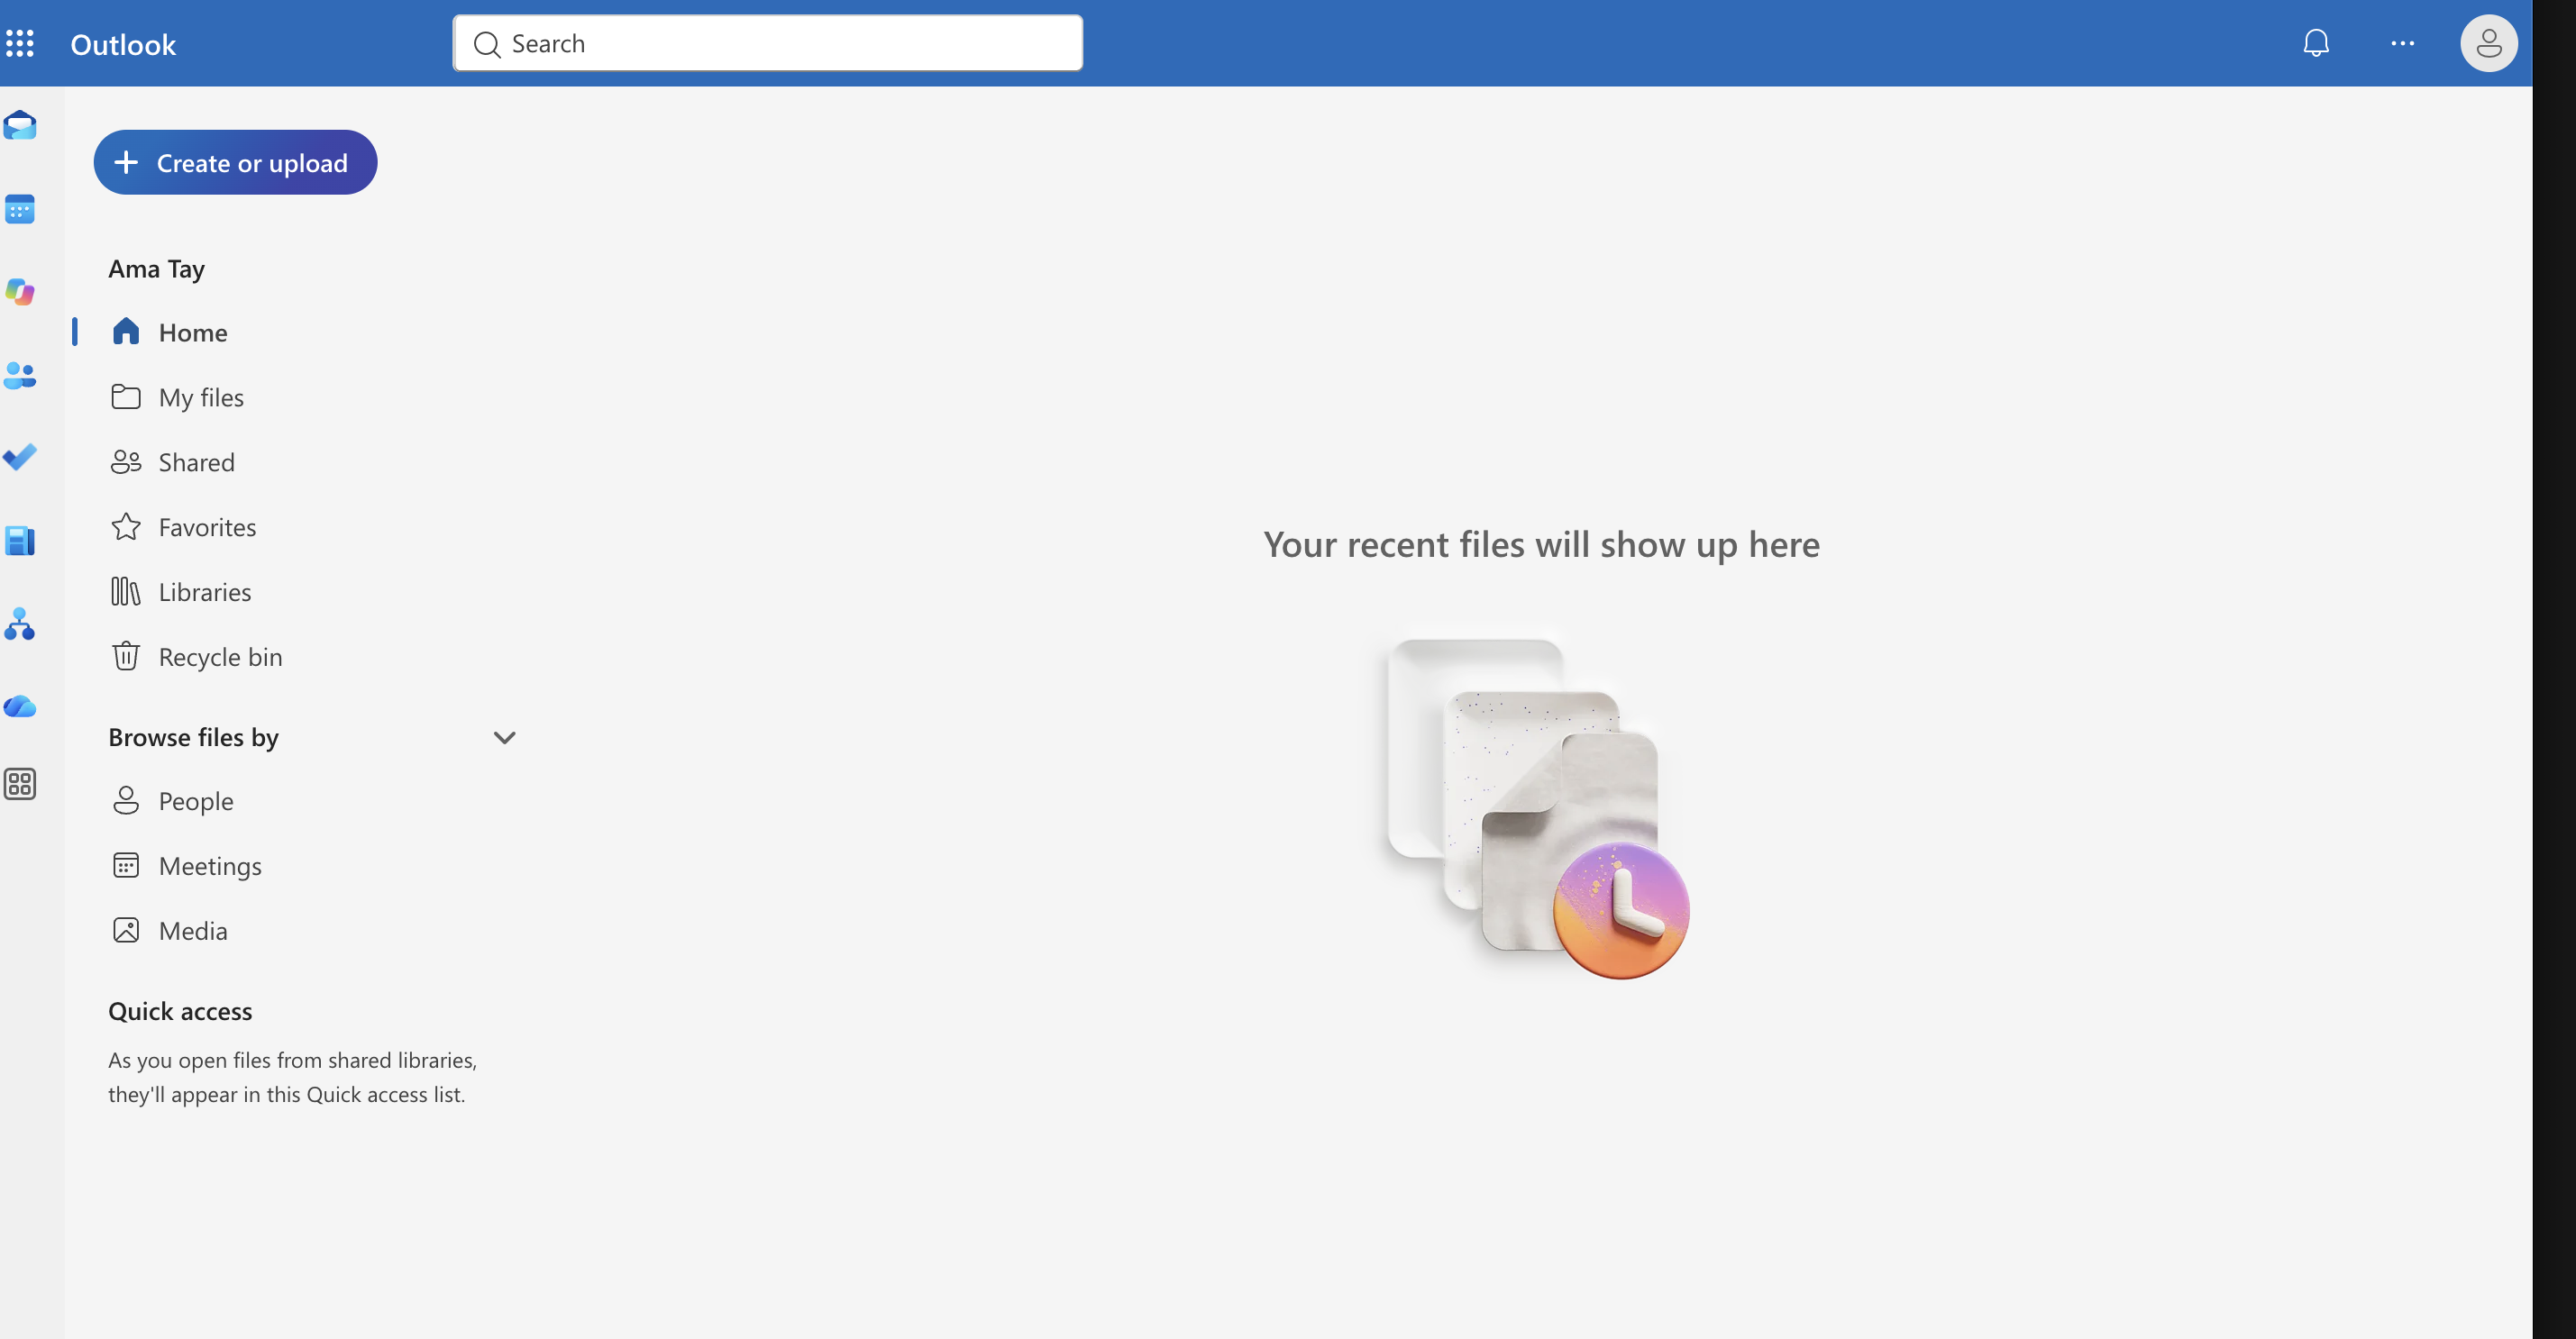 Outlook
Search
Create or upload
Ama Tay
Home
My files
Shared
Favorites
Libraries
Recycle bin
Browse files by
People
Meetings
Media
Quick access
As you open files from shared libraries,
they'll appear in this Quick access list.
Your recent files will show up here